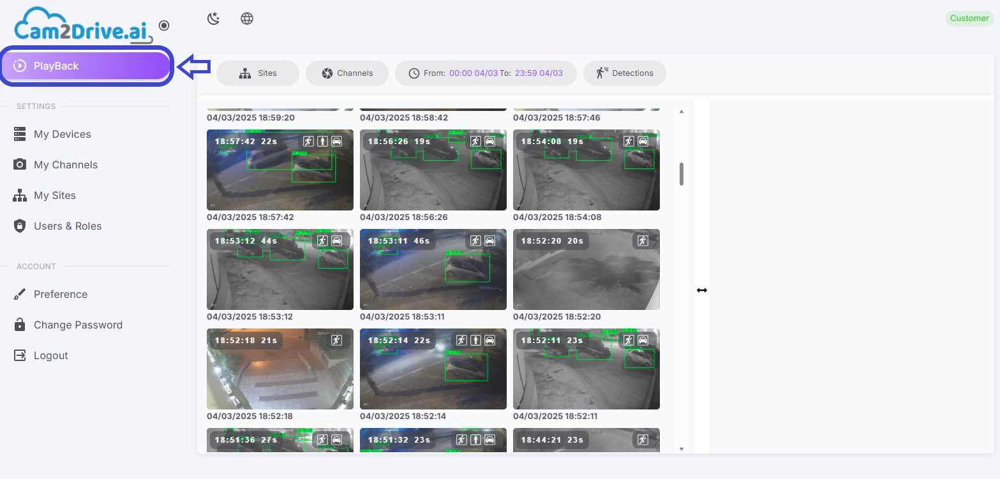 Cam2Drive.ai
Customer
PlayBack
Sites
Channels
From: 00:00 04/03 To: 23:59 04/03
Detections
SETTINGS
My Devices
My Channels
My Sites
Users & Roles
ACCOUNT
Preference
Change Password
Logout
04/03/2025 18:59:20
04/03/2025 18:58:42
04/03/2025 18:57:46
18:57:42 22s
18:56:26 19s
18:54:08 19s
04/03/2025 18:57:42
04/03/2025 18:56:26
04/03/2025 18:54:08
18:53:12 44s
18:53:11 46s
18:52:20 20s
04/03/2025 18:53:12
04/03/2025 18:53:11
04/03/2025 18:52:20
18:52:18 21s
18:52:14 22s
18:52:11 23s
04/03/2025 18:52:18
04/03/2025 18:52:14
04/03/2025 18:52:11
18:51:36 27s
18:51:32 23s
18:44:21 23s